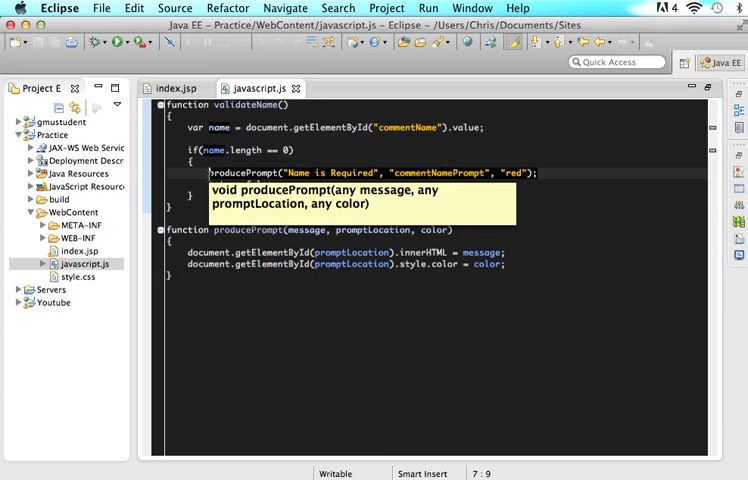 Eclipse File Edit Source Refactor Navigate Search Project Run Window Help 4
Java EE - Practice/WebContent/javascript.js - Eclipse - /Users/Chris/Documents/Sites
Quick Access
Java EE
Project E
index.jsp
javascript.js
gmustudent
Practice
JAX-WS Web Servic
Deployment Descr
Java Resources
JavaScript Resource
build
WebContent
META-INF
WEB-INF
index.jsp
javascript.js
style.css
Servers
Youtube
function validateName()
{
var name = document.getElementById("commentName").value;
if(name.length == 0)
{
producePrompt("Name is Required", "commentNamePrompt", "red");
void producePrompt(any message, any
promptLocation, any color)
}
}
function producePrompt(message, promptLocation, color)
{
document.getElementById(promptLocation).innerHTML = message;
document.getElementById(promptLocation).style.color = color;
}
Writable
Smart Insert
7 : 9